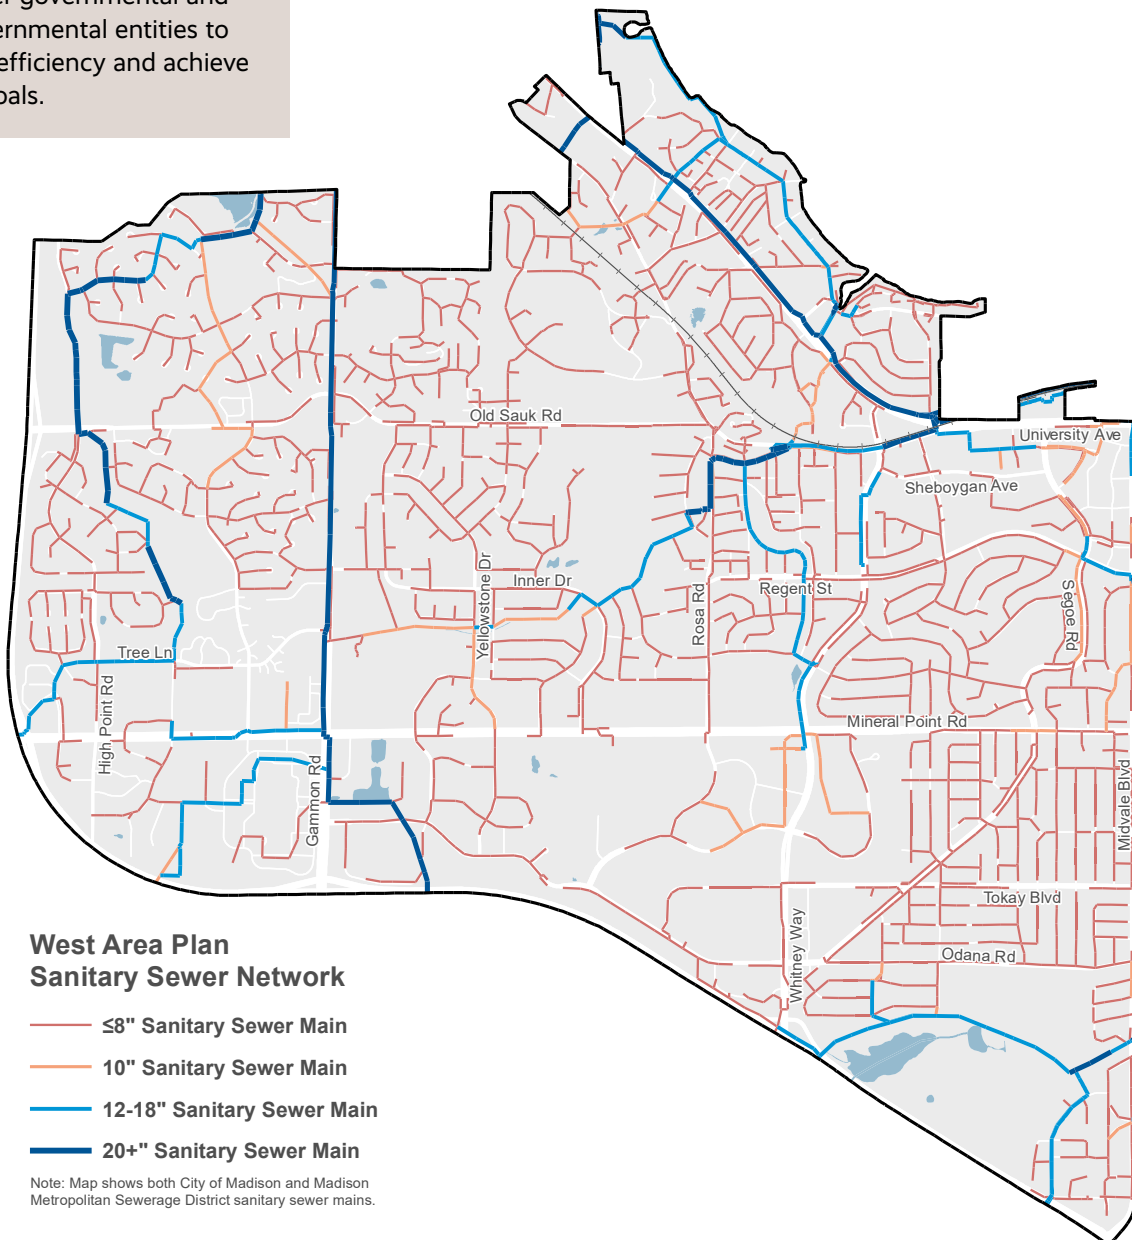 er governmental and
ernmental entities to
efficiency and achieve
oals.
Old Sauk Rd
University Ave
Sheboygan Ave
Yellowstone Dr
Inner Dr
Rosa Rd
Regent St
Segoe Rd
Tree Ln
High Point Rd
Mineral Point Rd
Gammon Rd
Midvale Blvd
Tokay Blvd
Whitney Way
Odana Rd
West Area Plan
Sanitary Sewer Network
≤8" Sanitary Sewer Main
10" Sanitary Sewer Main
12-18" Sanitary Sewer Main
20+" Sanitary Sewer Main
Note: Map shows both City of Madison and Madison
Metropolitan Sewerage District sanitary sewer mains.